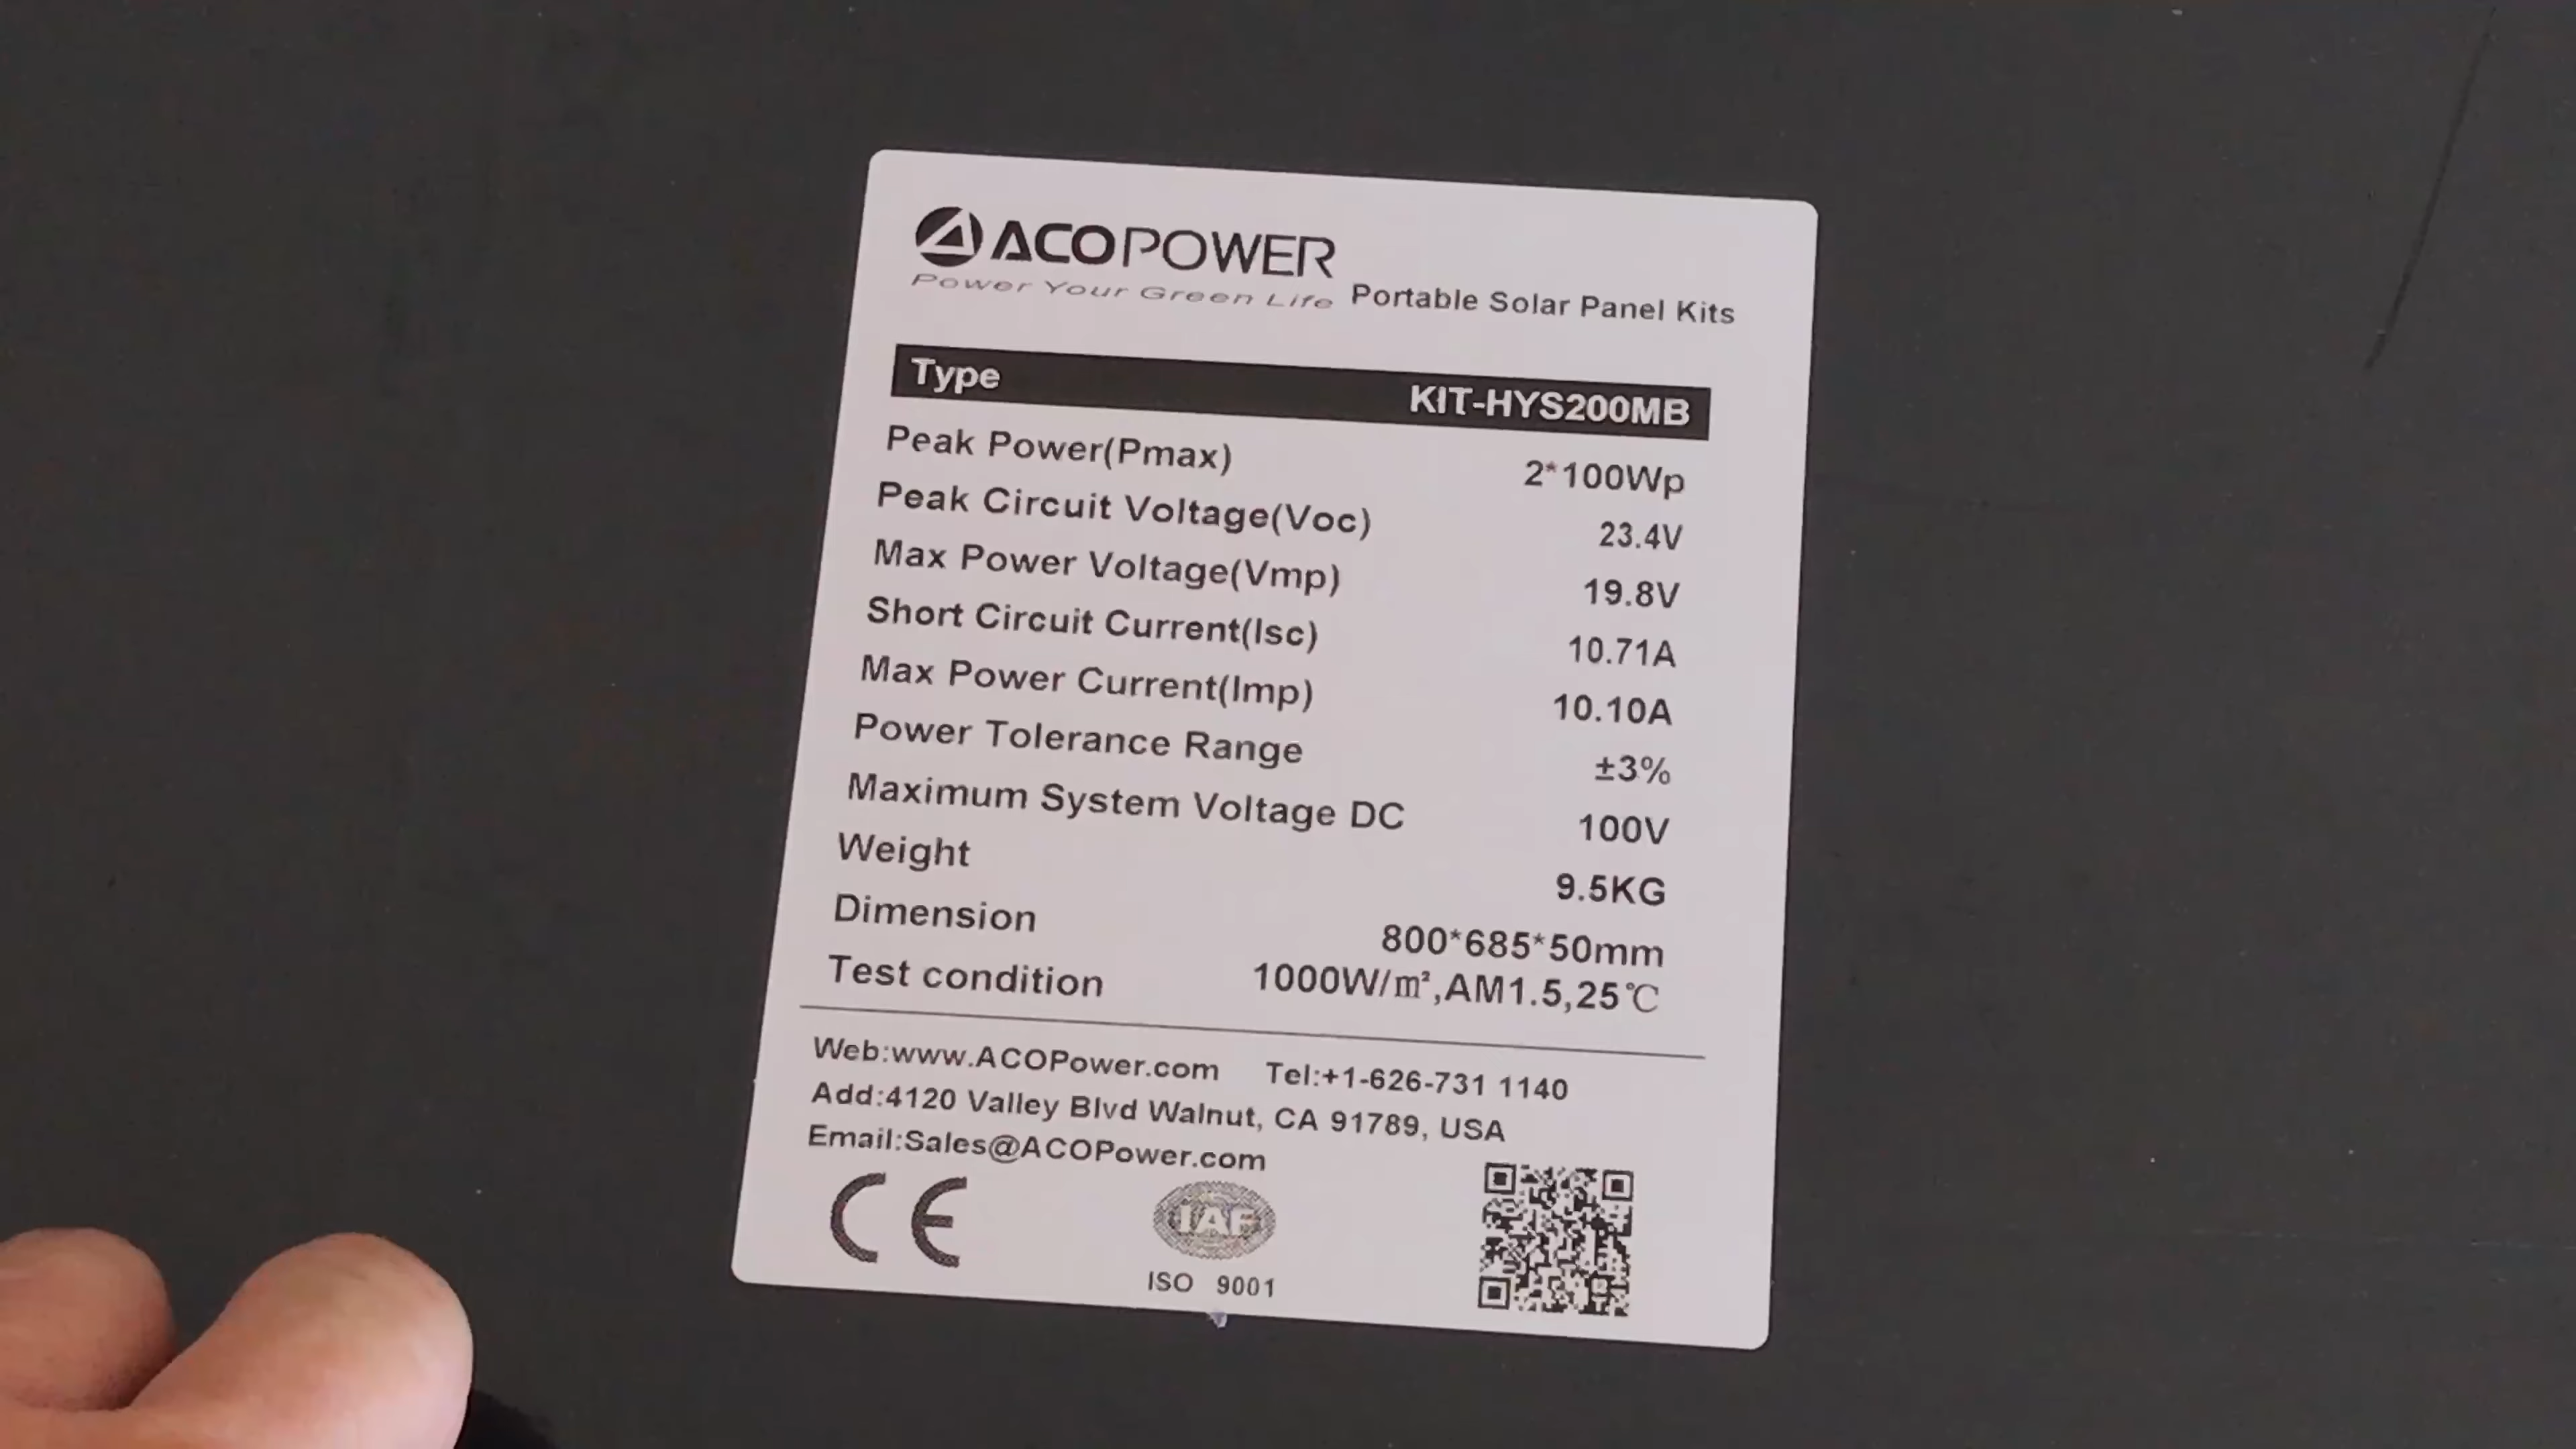 ACOPOWER
Power Your Green Life Portable Solar Panel Kits
Type KIT-HYS200MB
Peak Power(Pmax) 2*100Wp
Peak Circuit Voltage(Voc) 23.4V
Max Power Voltage(Vmp) 19.8V
Short Circuit Current(Isc) 10.71A
Max Power Current(Imp) 10.10A
Power Tolerance Range ±3%
Maximum System Voltage DC 100V
Weight 9.5KG
Dimension 800*685*50mm
Test condition 1000W/m²,AM1.5,25℃
Web:www.ACOPower.com Tel:+1-626-731 1140
Add:4120 Valley Blvd Walnut, CA 91789, USA
Email:Sales@ACOPower.com
CE
IAF
ISO 9001